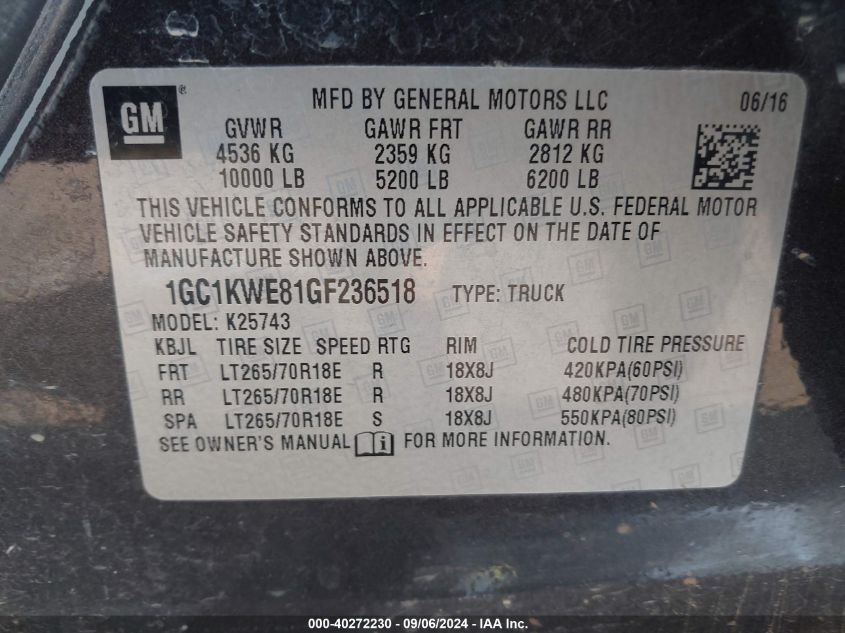 GM ® MFD BY GENERAL MOTORS LLC 06/16
GVWR GAWR FRT GAWR RR
4536 KG 2359 KG 2812 KG
10000 LB 5200 LB 6200 LB
THIS VEHICLE CONFORMS TO ALL APPLICABLE U.S. FEDERAL MOTOR
VEHICLE SAFETY STANDARDS IN EFFECT ON THE DATE OF
MANUFACTURE SHOWN ABOVE.
1GC1KWE81GF236518 TYPE: TRUCK
MODEL: K25743
KBJL TIRE SIZE SPEED RTG RIM COLD TIRE PRESSURE
FRT LT265/70R18E R 18X8J 420KPA(60PSI)
RR LT265/70R18E R 18X8J 480KPA(70PSI)
SPA LT265/70R18E S 18X8J 550KPA(80PSI)
SEE OWNER'S MANUAL i FOR MORE INFORMATION.
000-40272230 - 09/06/2024 - IAAI Inc.